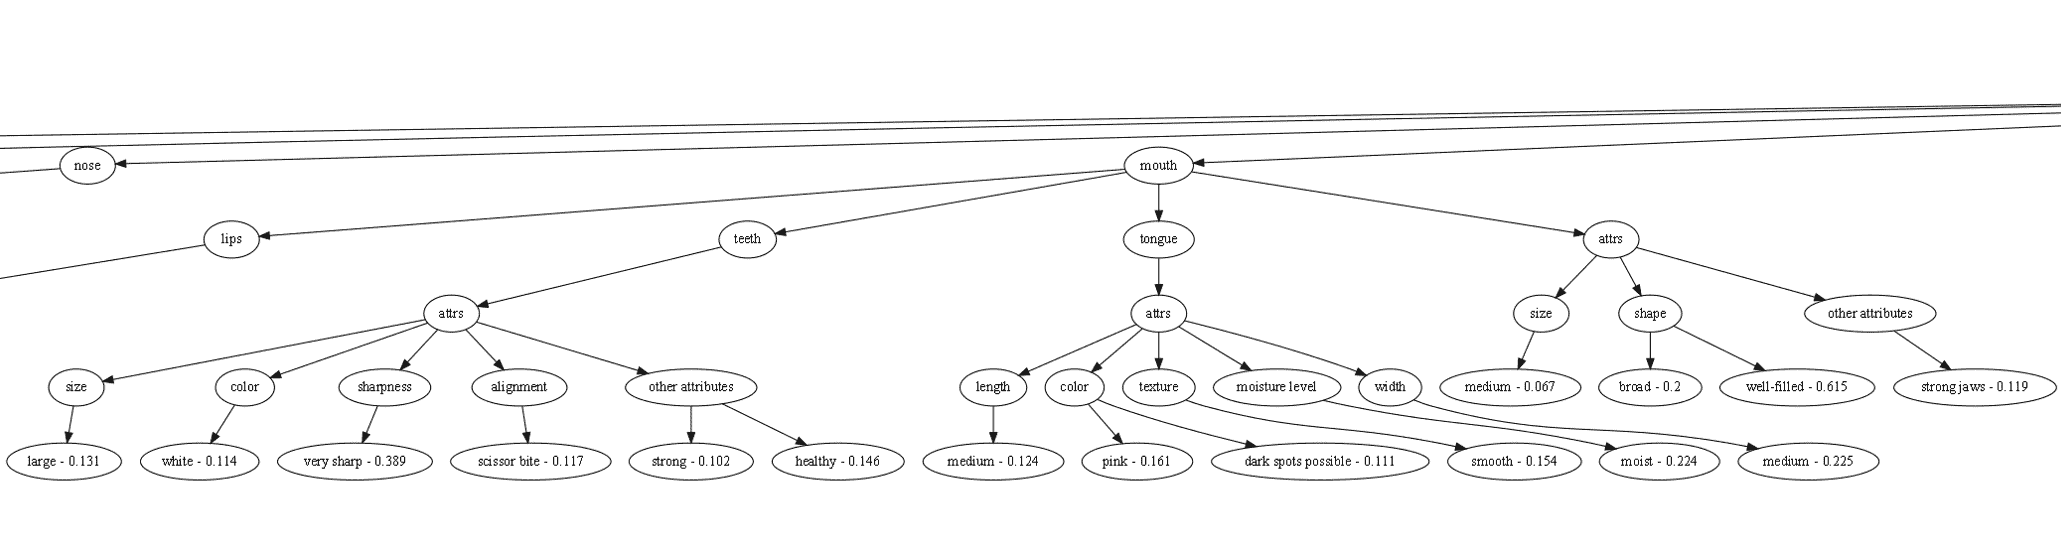 nose
mouth
lips
teeth
tongue
attrs
attrs
attrs
size
shape
other attributes
size
color
sharpness
alignment
other attributes
length
color
texture
moisture level
width
medium - 0.067
broad - 0.2
well-filled - 0.615
strong jaws - 0.119
large - 0.131
white - 0.114
very sharp - 0.389
scissor bite - 0.117
strong - 0.102
healthy - 0.146
medium - 0.124
pink - 0.161
dark spots possible - 0.111
smooth - 0.154
moist - 0.224
medium - 0.225